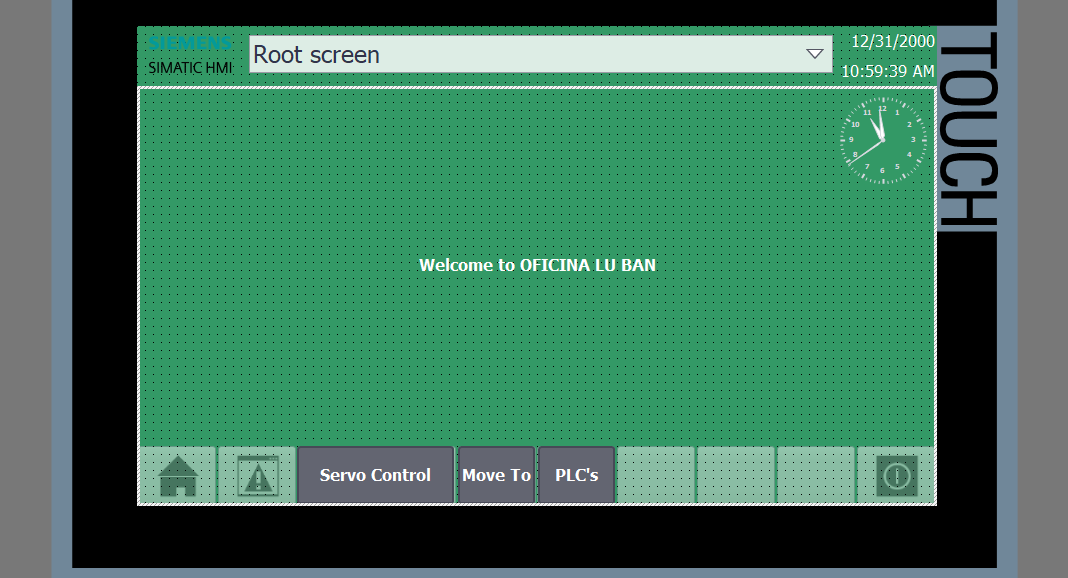 SIEMENS
SIMATIC HMI
Root screen
12/31/2000
10:59:39 AM
TOUCH
12
1
2
3
4
5
6
7
8
9
10
11
Welcome to OFICINA LU BAN
Servo Control
Move To
PLC's